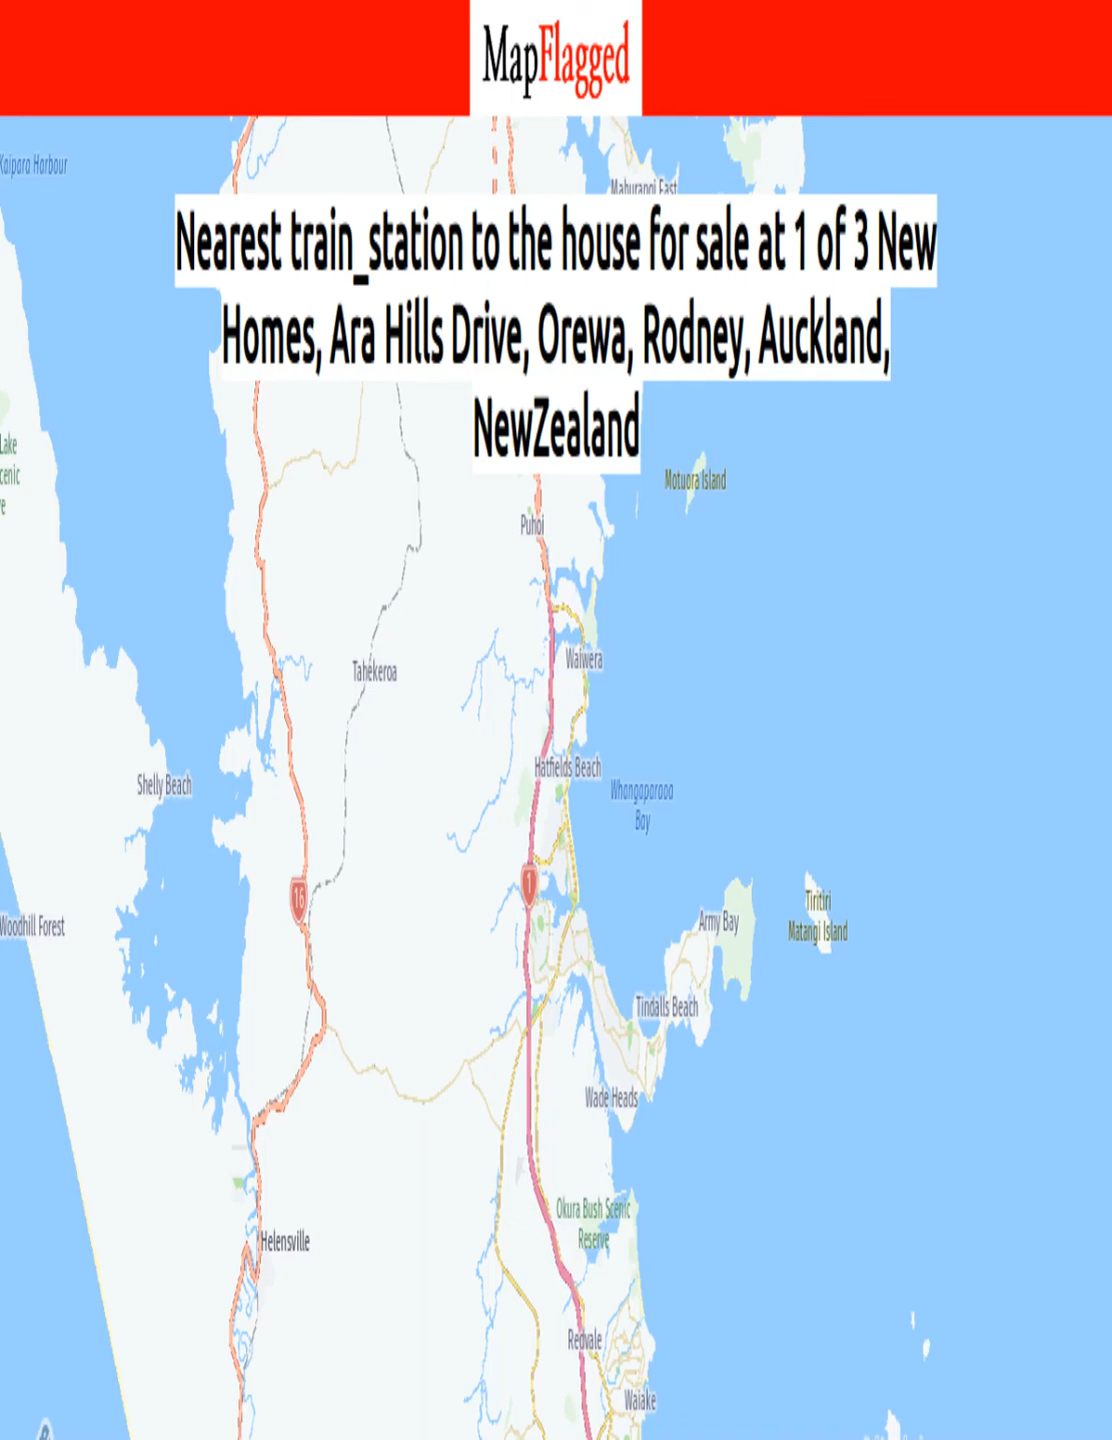 MapFlagged
Kaipara Harbour
Mahurangi East
Nearest train_station to the house for sale at 1 of 3 New
Homes, Ara Hills Drive, Orewa, Rodney, Auckland,
NewZealand
Lake
cenic
Motuora Island
Puhoi
Waiwera
Tahekeroa
Hatfields Beach
Shelly Beach
Whangaparaoa
Bay
16
1
Tiritiri
Matangi Island
Woodhill Forest
Army Bay
Tindalls Beach
Wade Heads
Okura Bush Scenic
Reserve
Helensville
Redvale
Waiake